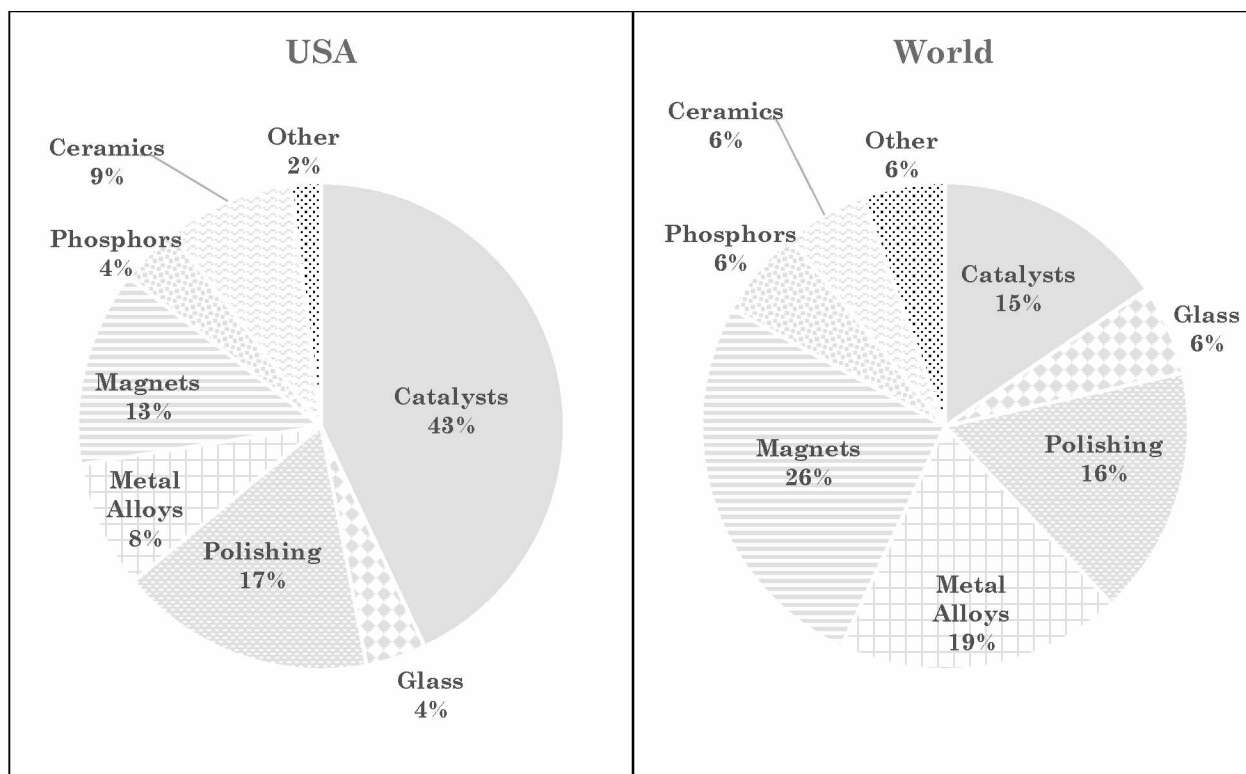 USA
Other
2%
Ceramics
9%
Phosphors
4%
Magnets
13%
Catalysts
43%
Metal
Alloys
8%
Polishing
17%
Glass
4%
World
Ceramics
6%
Other
6%
Phosphors
6%
Catalysts
15%
Glass
6%
Magnets
26%
Polishing
16%
Metal
Alloys
19%